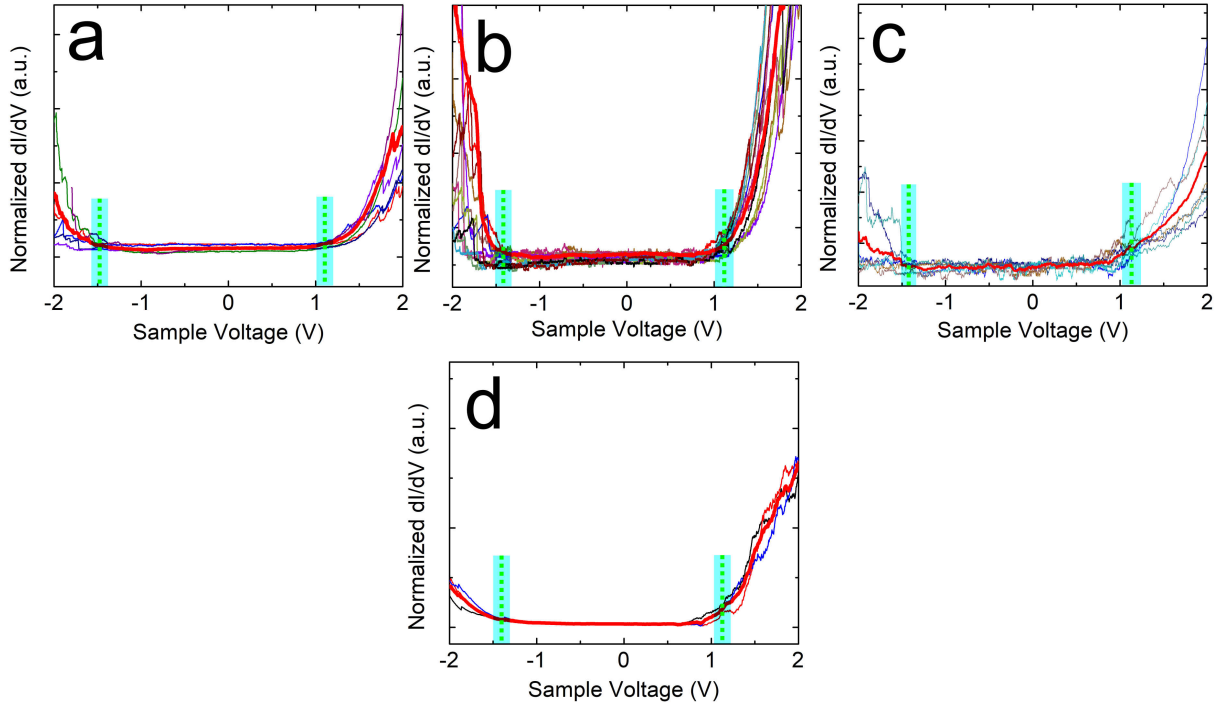 a
Normalized dI/dV (a.u.)
-2 -1 0 1 2
Sample Voltage (V)
b
Normalized dI/dV (a.u.)
-2 -1 0 1 2
Sample Voltage (V)
c
Normalized dI/dV (a.u.)
-2 -1 0 1 2
Sample Voltage (V)
d
Normalized dI/dV (a.u.)
-2 -1 0 1 2
Sample Voltage (V)